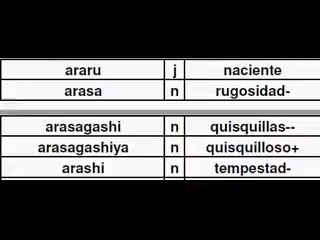 araru j naciente
arasa n rugosidad-
arasagashi n quisquillas--
arasagashiya n quisquilloso+
arashi n tempestad-